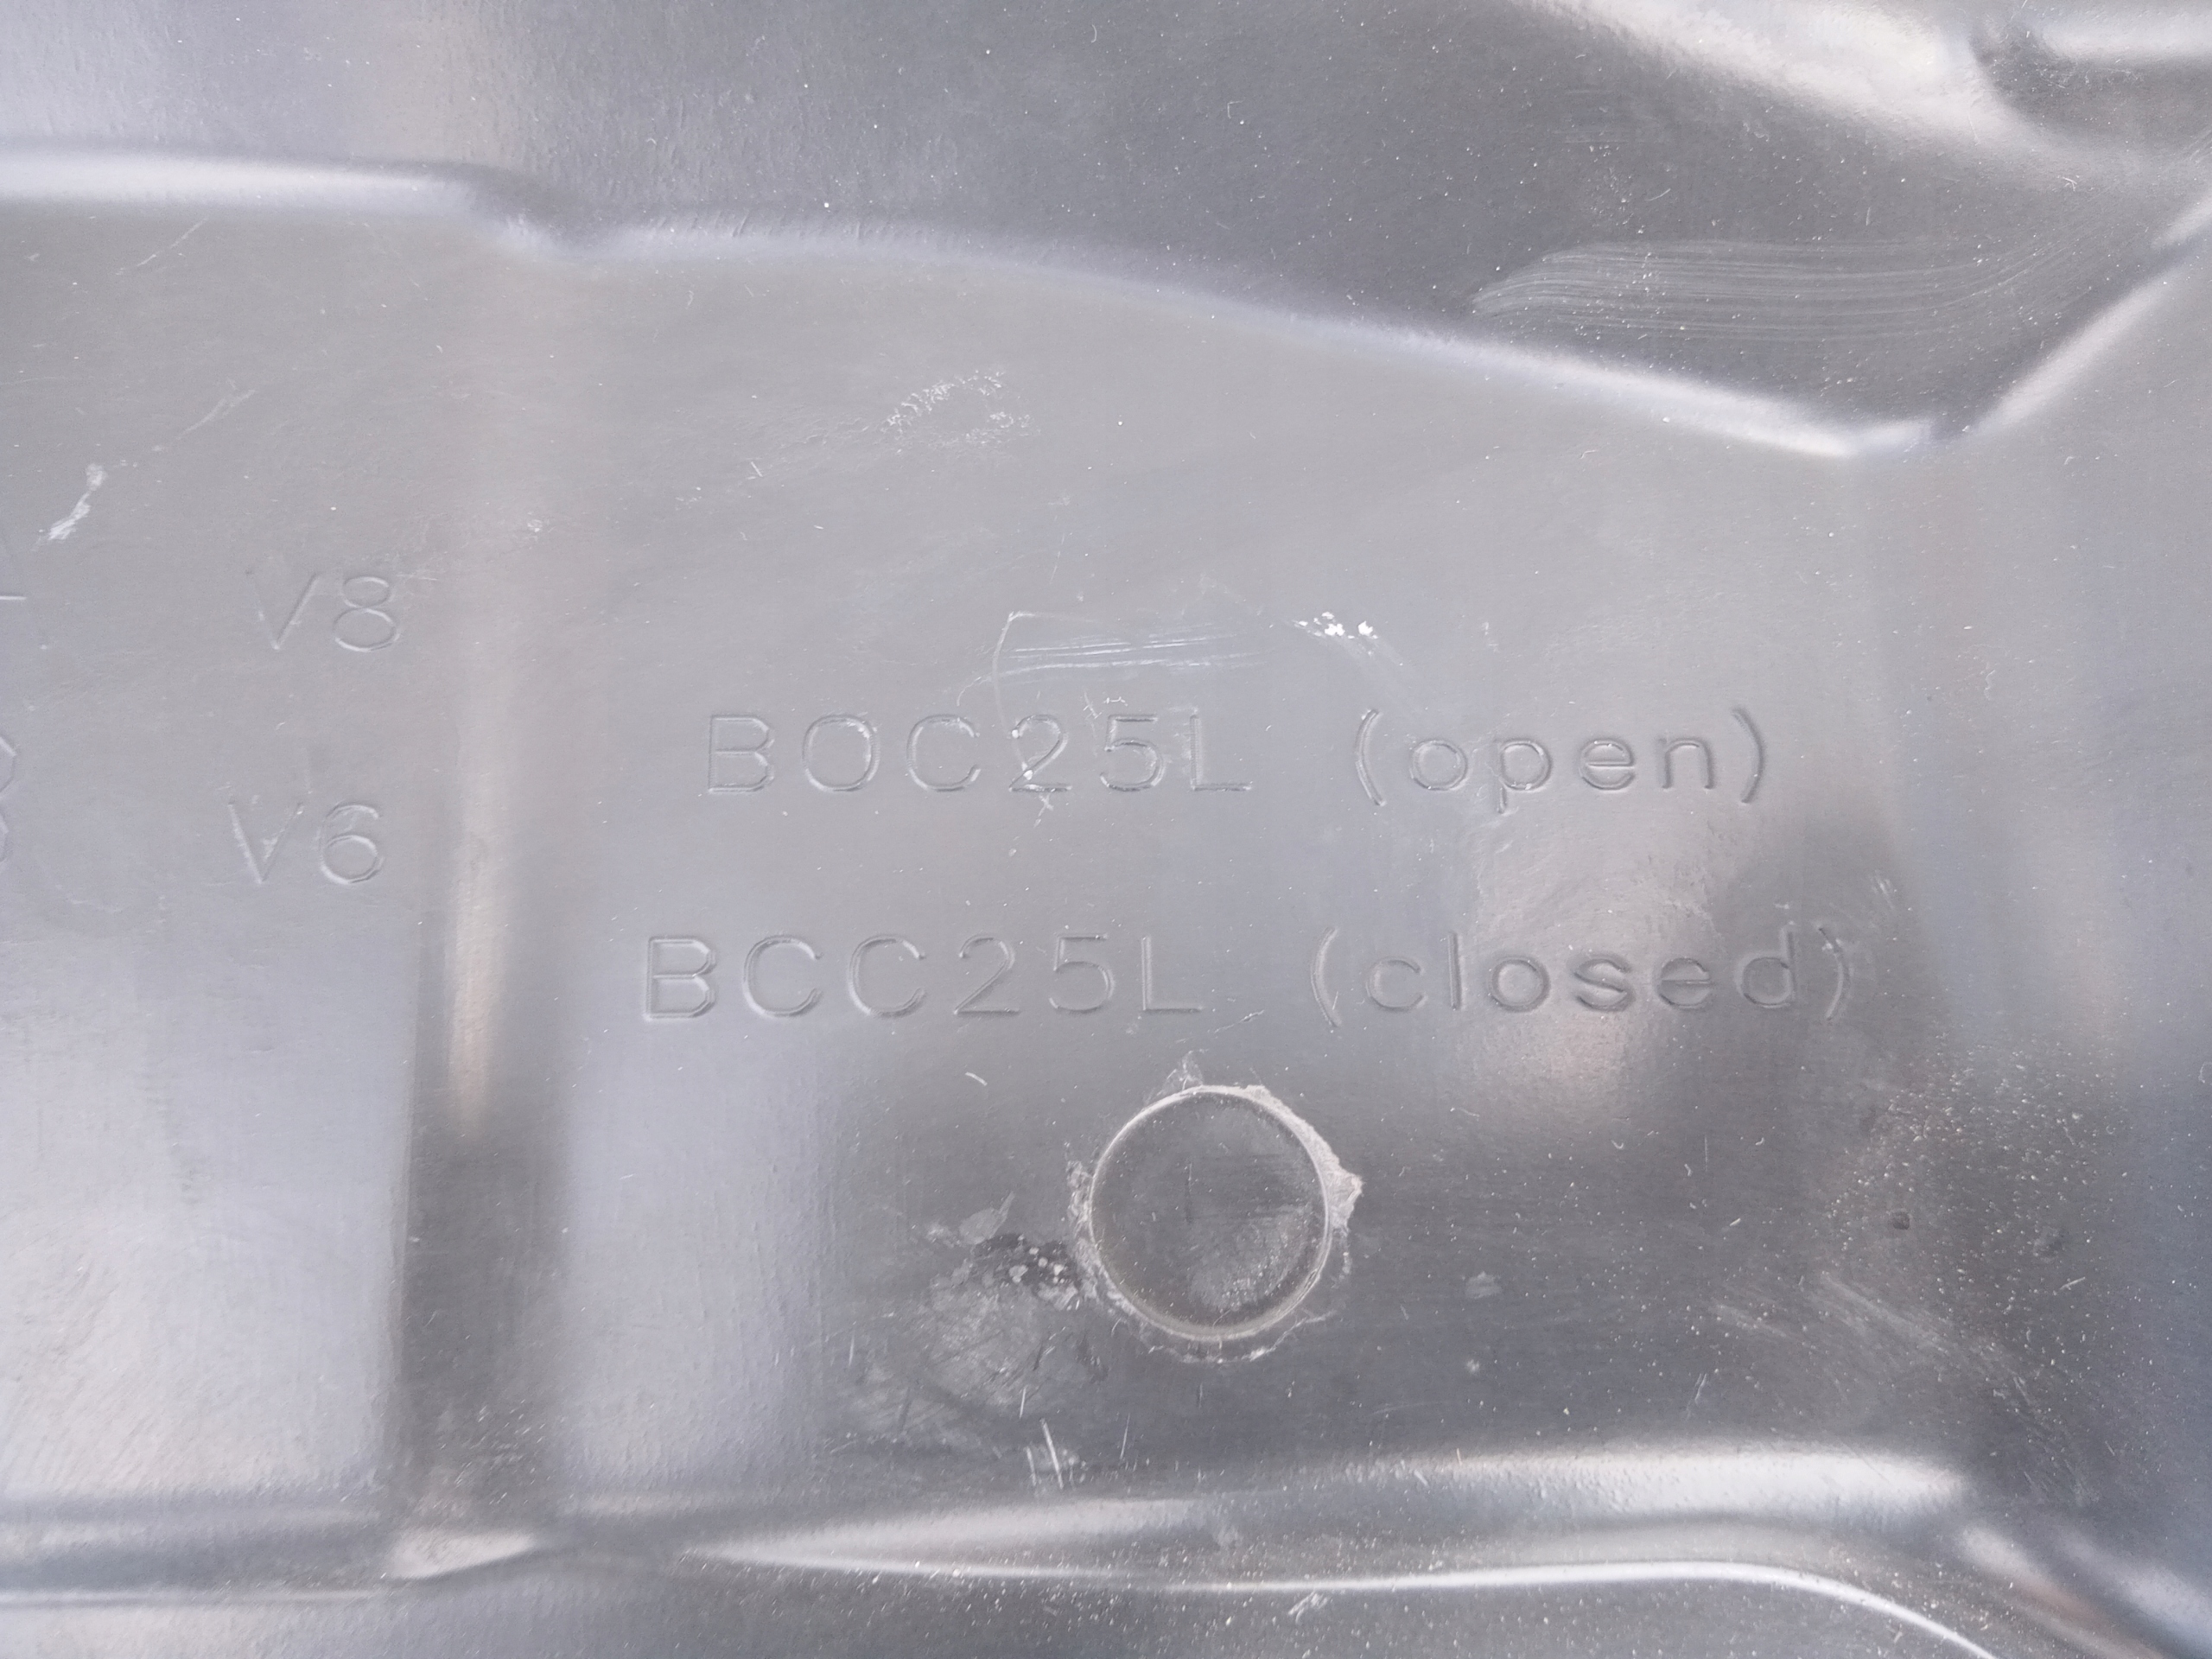 V8
BOC25L (open)
V6
BCC25L (closed)